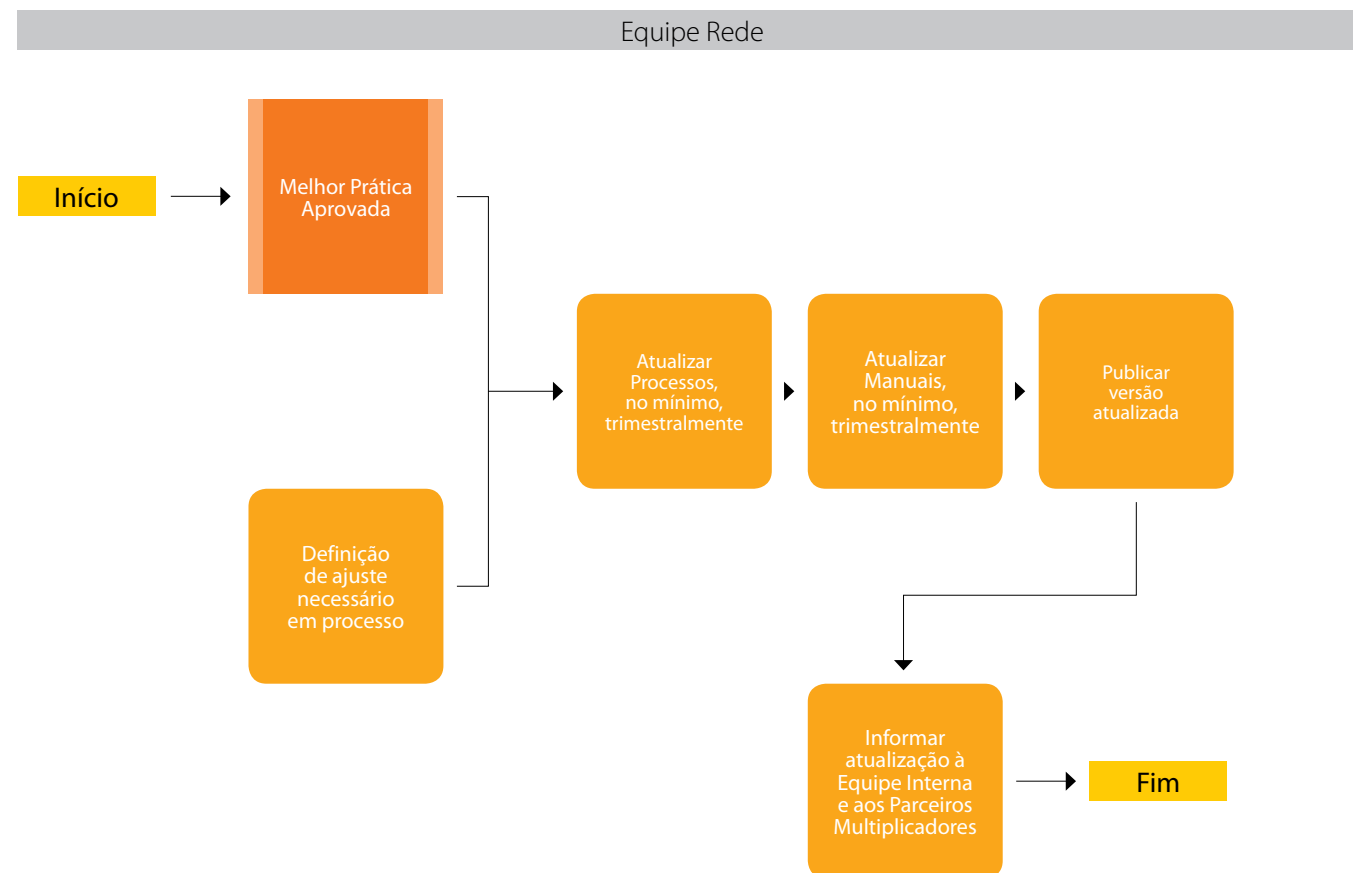 Equipe Rede
Início
Melhor Prática
Aprovada
Atualizar
Processos,
no mínimo,
trimestralmente
Atualizar
Manuais,
no mínimo,
trimestralmente
Publicar
versão
atualizada
Definição
de ajuste
necessário
em processo
Informar
atualização à
Equipe Interna
e aos Parceiros
Multiplicadores
Fim